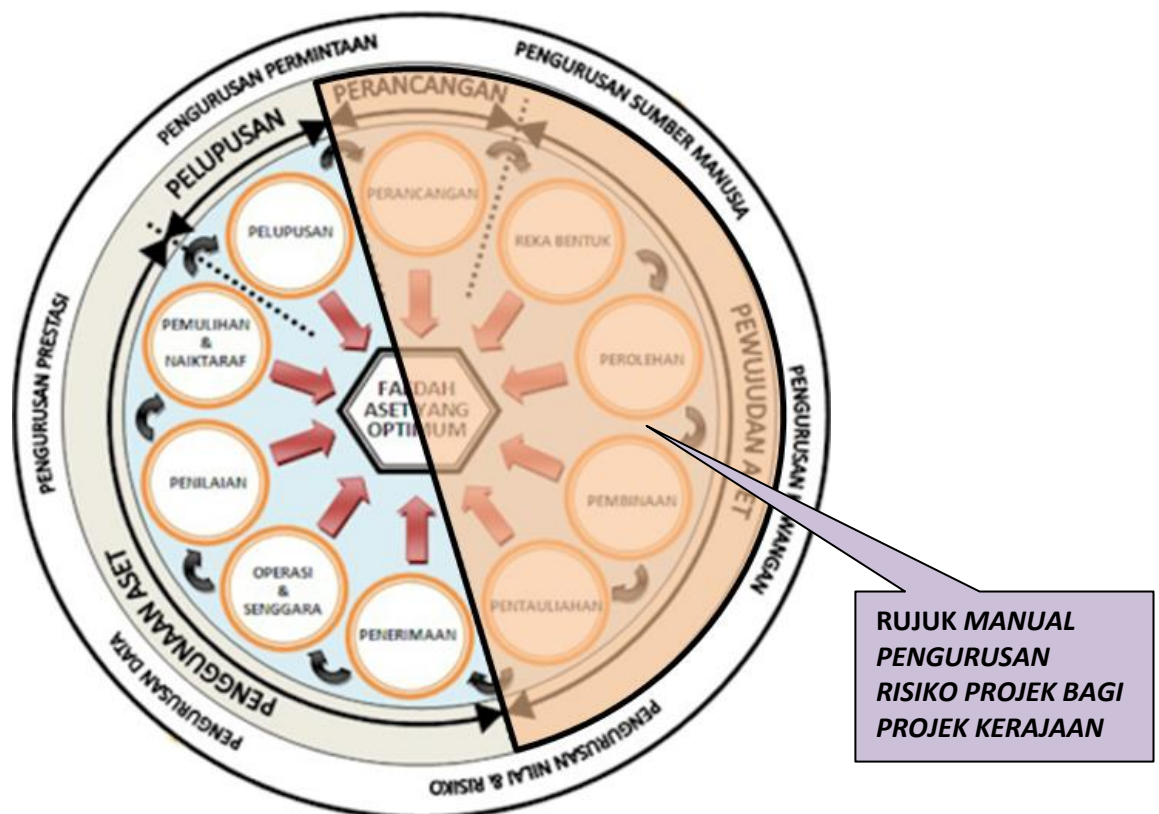 PENGURUSAN PERMINTAAN
PENGURUSAN SUMBER MANUSIA
PENGURUSAN
WANGAN
PENGURUSAN NILAI & RISIKO
PENGURUSAN DATA
PENGURUSAN PRESTASI
PERANCANGAN
PEWUJUDAN ASET
PENGGUNAAN ASET
PELUPUSAN
PERANCANGAN
REKA BENTUK
PEROLEHAN
PEMBINAAN
PENTAULIAHAN
PENERIMAAN
OPERASI
&
SENGGARA
PENILAIAN
PEMULIHAN
&
NAIKTARAF
PELUPUSAN
FAEDAH
ASET YANG
OPTIMUM
RUJUK MANUAL
PENGURUSAN
RISIKO PROJEK BAGI
PROJEK KERAJAAN